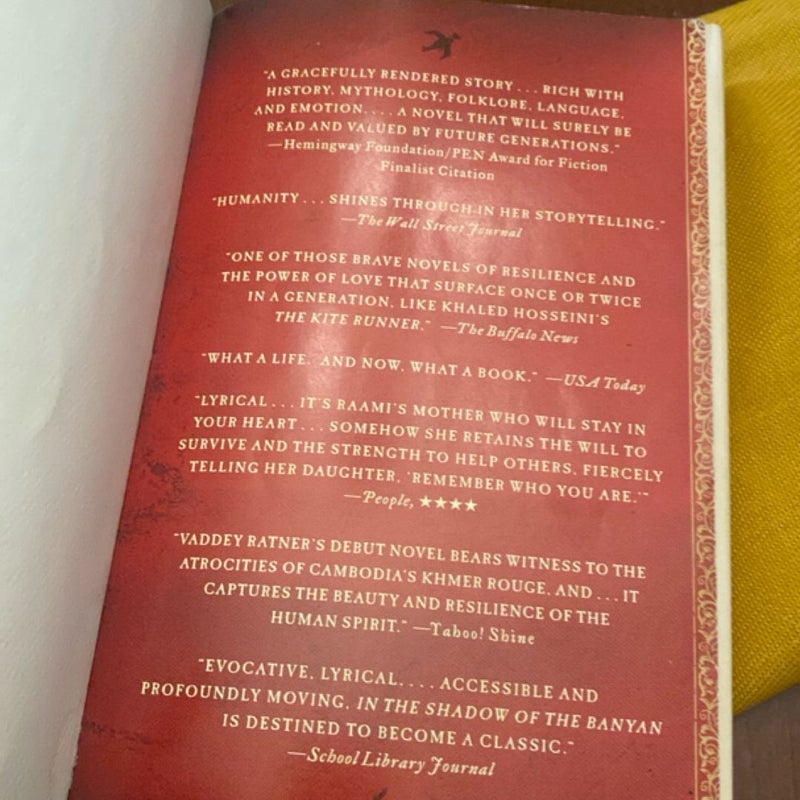 "A GRACEFULLY RENDERED STORY . . . RICH WITH
HISTORY, MYTHOLOGY, FOLKLORE, LANGUAGE,
AND EMOTION. . . . A NOVEL THAT WILL SURELY BE
READ AND VALUED BY FUTURE GENERATIONS."
—Hemingway Foundation/PEN Award for Fiction
Finalist Citation
"HUMANITY . . . SHINES THROUGH IN HER STORYTELLING."
—The Wall Street Journal
"ONE OF THOSE BRAVE NOVELS OF RESILIENCE AND
THE POWER OF LOVE THAT SURFACE ONCE OR TWICE
IN A GENERATION, LIKE KHALED HOSSEINI'S
THE KITE RUNNER." —The Buffalo News
"WHAT A LIFE. AND NOW, WHAT A BOOK." —USA Today
"LYRICAL . . . IT'S RAAMI'S MOTHER WHO WILL STAY IN
YOUR HEART . . . SOMEHOW SHE RETAINS THE WILL TO
SURVIVE AND THE STRENGTH TO HELP OTHERS, FIERCELY
TELLING HER DAUGHTER, 'REMEMBER WHO YOU ARE.'"
—People, ★★★★
"VADDEY RATNER'S DEBUT NOVEL BEARS WITNESS TO THE
ATROCITIES OF CAMBODIA'S KHMER ROUGE, AND . . . IT
CAPTURES THE BEAUTY AND RESILIENCE OF THE
HUMAN SPIRIT." —Yahoo! Shine
"EVOCATIVE, LYRICAL. . . . ACCESSIBLE AND
PROFOUNDLY MOVING, IN THE SHADOW OF THE BANYAN
IS DESTINED TO BECOME A CLASSIC."
—School Library Journal